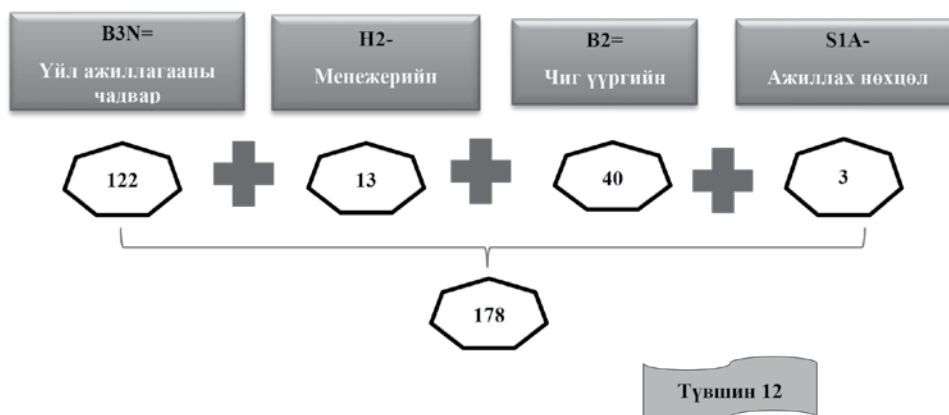 B3N=
Үйл ажиллагааны
чадвар
H2-
Менежерийн
B2=
Чиг үүргийн
S1A-
Ажиллах нөхцөл
122
13
40
3
178
Түвшин 12